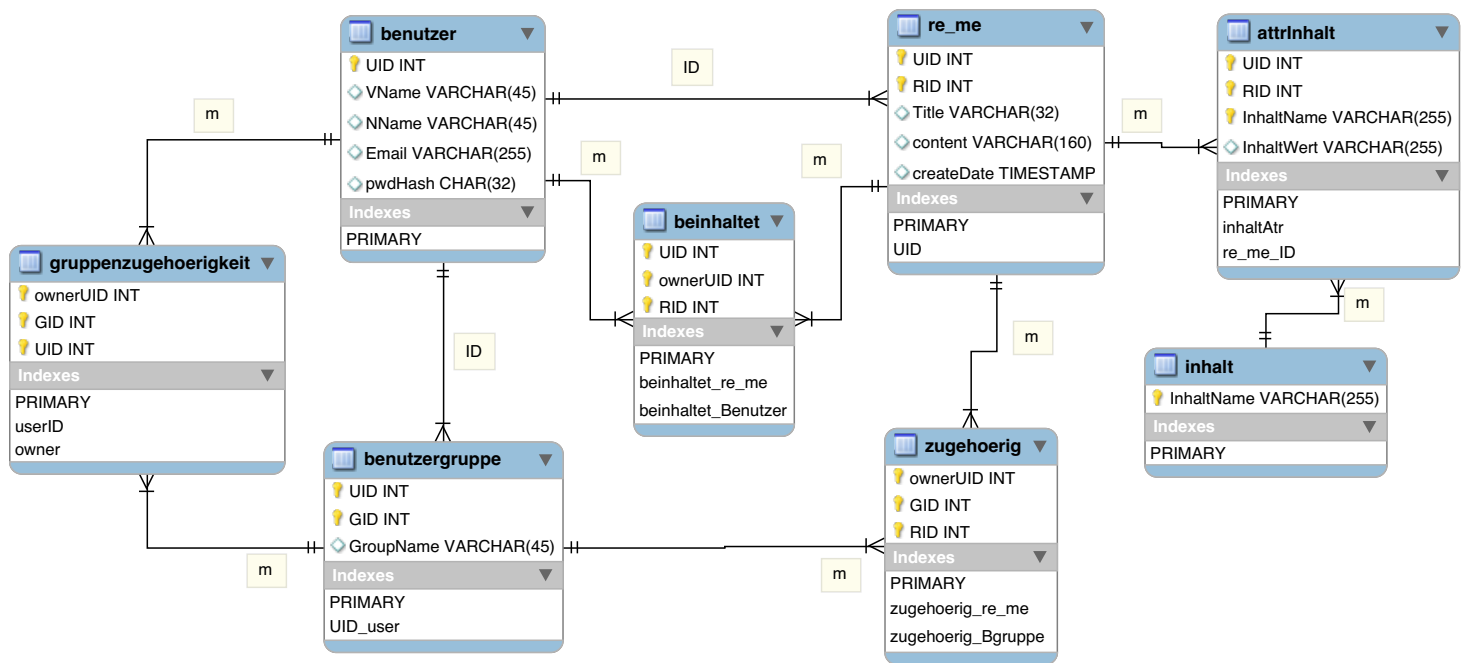 benutzer
UID INT
VName VARCHAR(45)
NName VARCHAR(45)
Email VARCHAR(255)
pwdHash CHAR(32)
Indexes
PRIMARY
ID
re_me
UID INT
RID INT
Title VARCHAR(32)
content VARCHAR(160)
createDate TIMESTAMP
Indexes
PRIMARY
UID
m
attrInhalt
UID INT
RID INT
InhaltName VARCHAR(255)
InhaltWert VARCHAR(255)
Indexes
PRIMARY
inhaltAtr
re_me_ID
m
m
m
beinhaltet
UID INT
ownerUID INT
RID INT
Indexes
PRIMARY
beinhaltet_re_me
beinhaltet_Benutzer
gruppenzugehoerigkeit
ownerUID INT
GID INT
UID INT
Indexes
PRIMARY
userID
owner
ID
m
m
inhalt
InhaltName VARCHAR(255)
Indexes
PRIMARY
benutzergruppe
UID INT
GID INT
GroupName VARCHAR(45)
Indexes
PRIMARY
UID_user
m
m
zugehoerig
ownerUID INT
GID INT
RID INT
Indexes
PRIMARY
zugehoerig_re_me
zugehoerig_Bgruppe